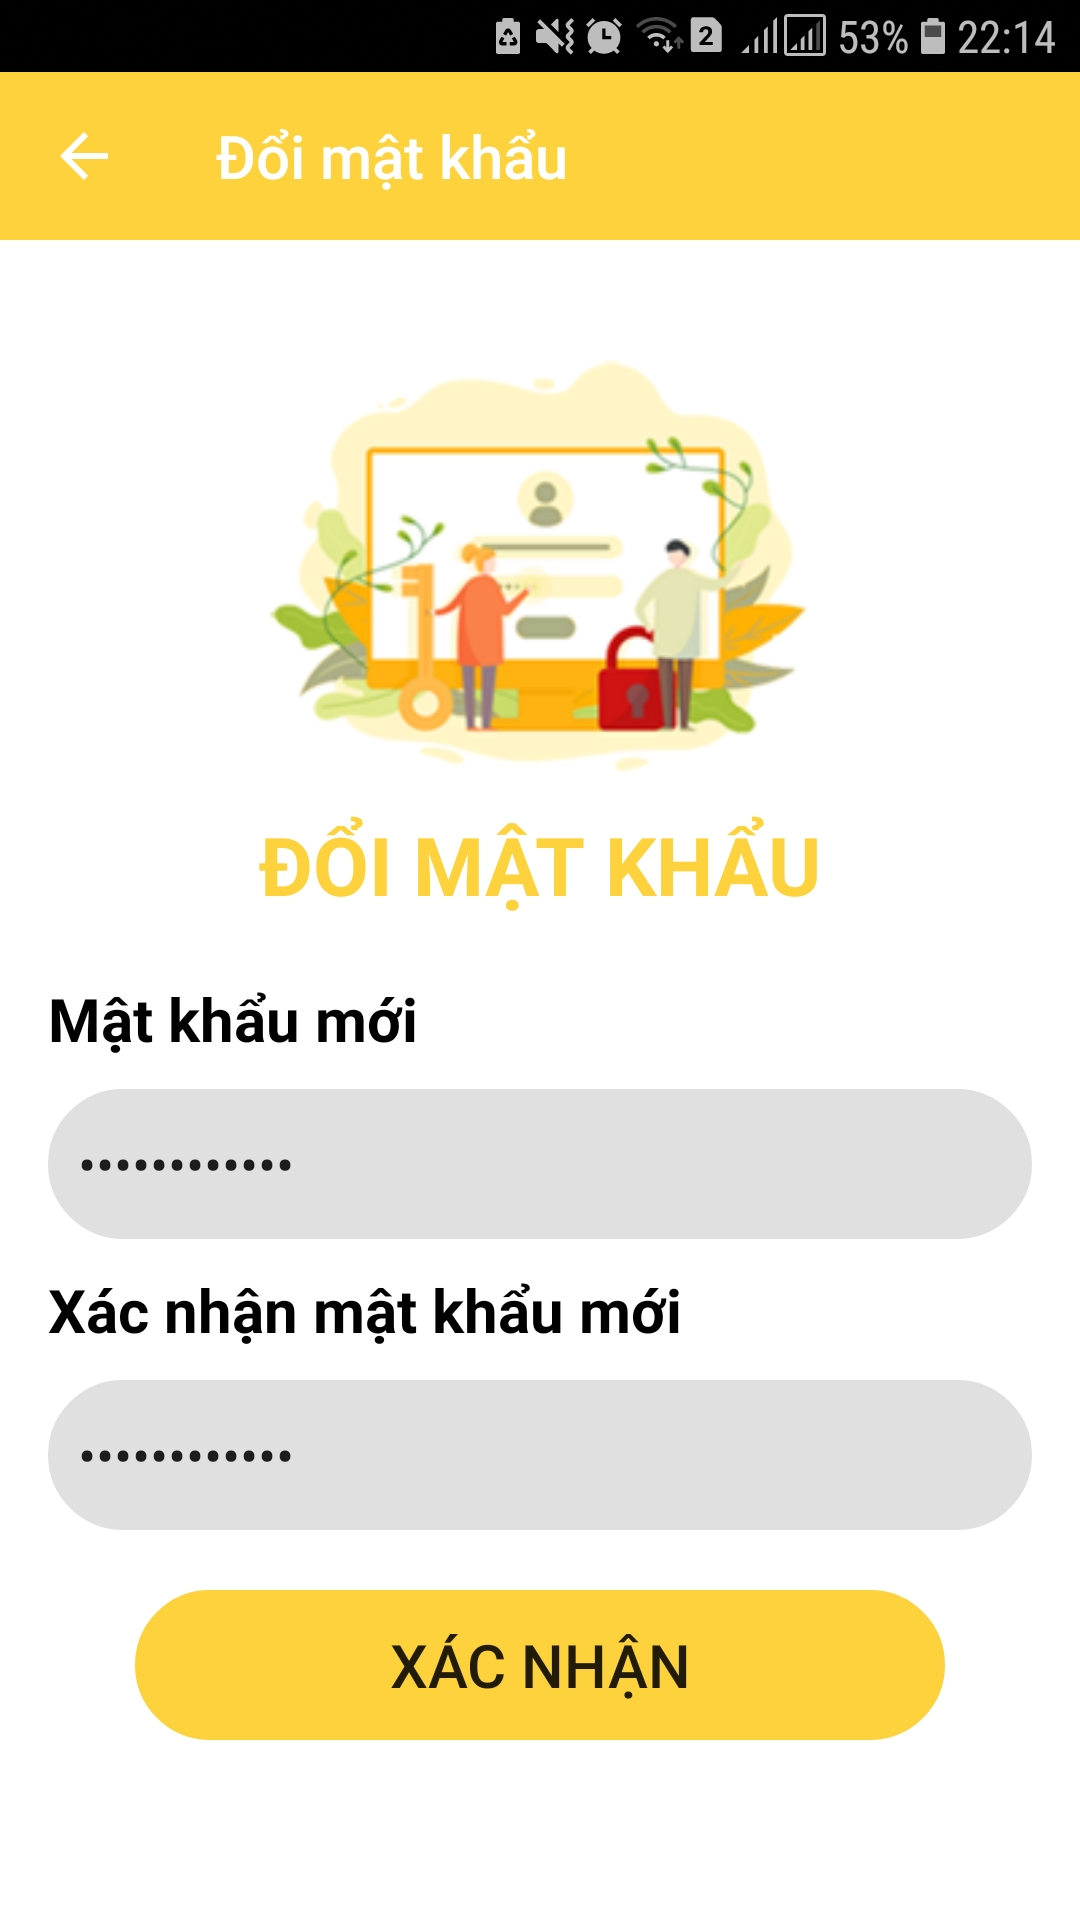 2 53% 22:14
Đổi mật khẩu
ĐỔI MẬT KHẨU
Mật khẩu mới
••••••••••••
Xác nhận mật khẩu mới
••••••••••••
XÁC NHẬN